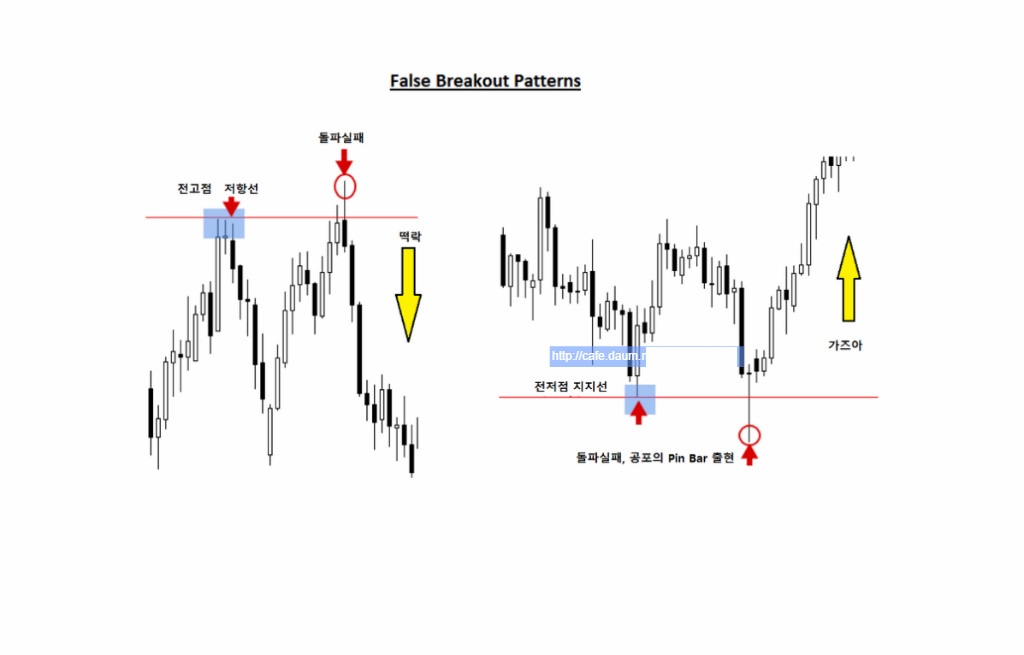 False Breakout Patterns
돌파실패
전고점 저항선
떡락
가즈아
http://cafe.daum.n
전저점 지지선
돌파실패, 공포의 Pin Bar 출현